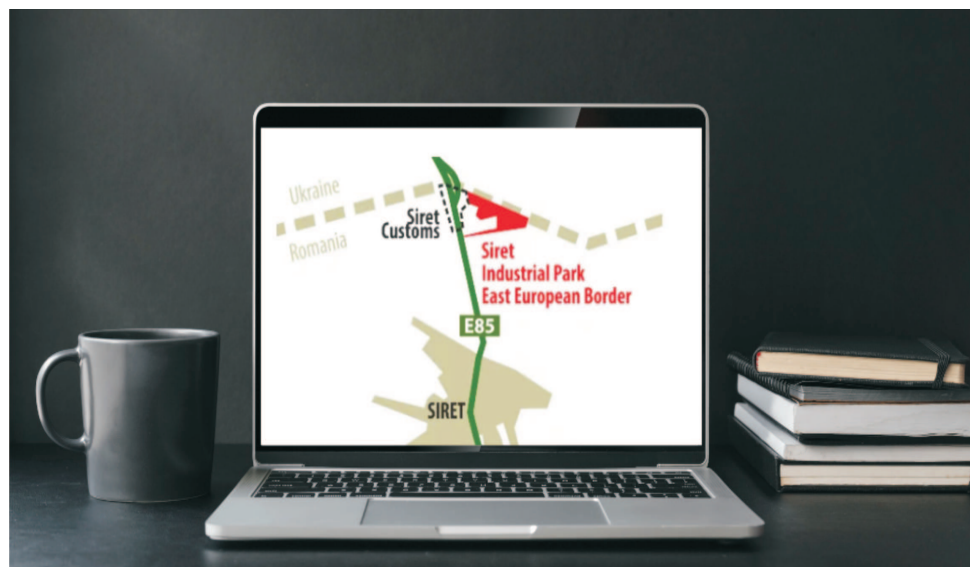 Ukraine
Romania
Siret
Customs
Siret
Industrial Park
East European Border
E85
SIRET